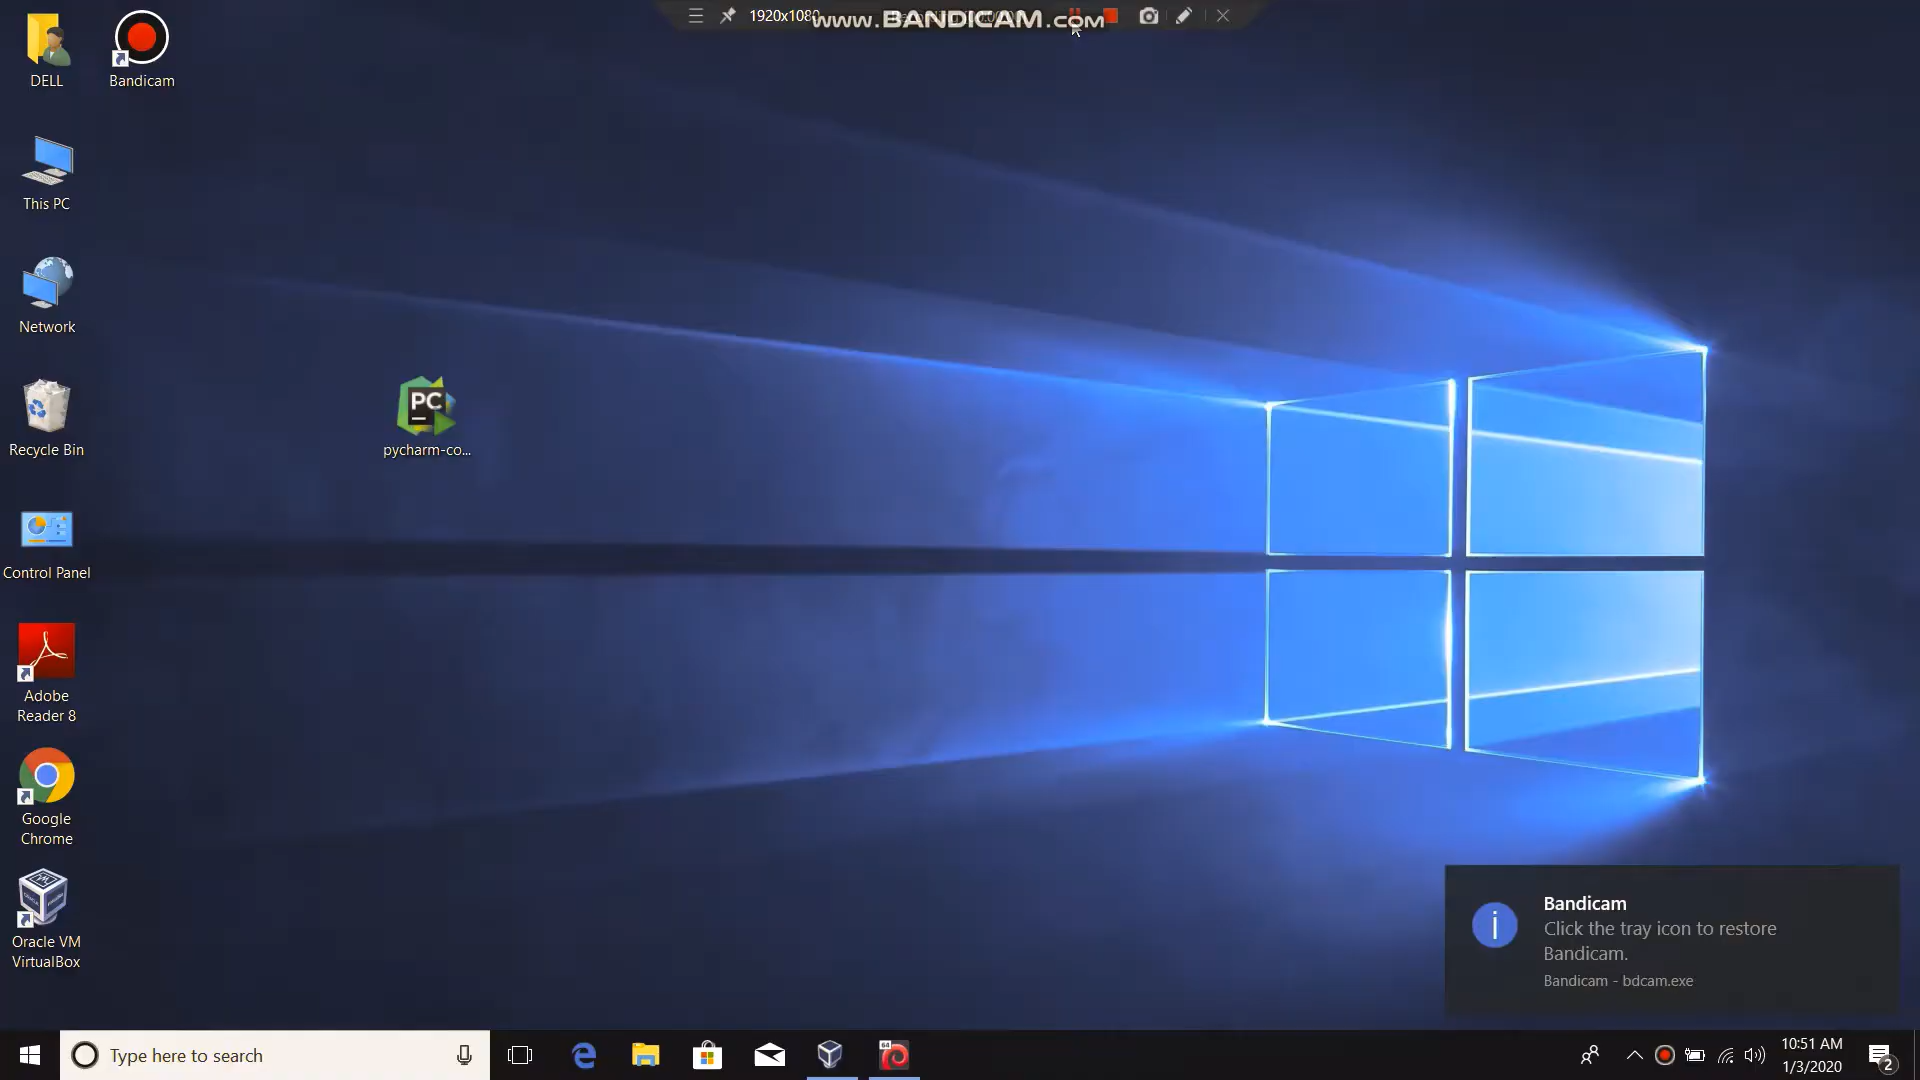 1920x1080
www.BANDICAM.com
DELL
Bandicam
This PC
Network
Recycle Bin
PC
pycharm-co...
Control Panel
Adobe
Reader 8
Google
Chrome
Oracle VM
VirtualBox
Bandicam
Click the tray icon to restore
Bandicam.
Bandicam - bdcam.exe
Type here to search
64
10:51 AM
1/3/2020
2